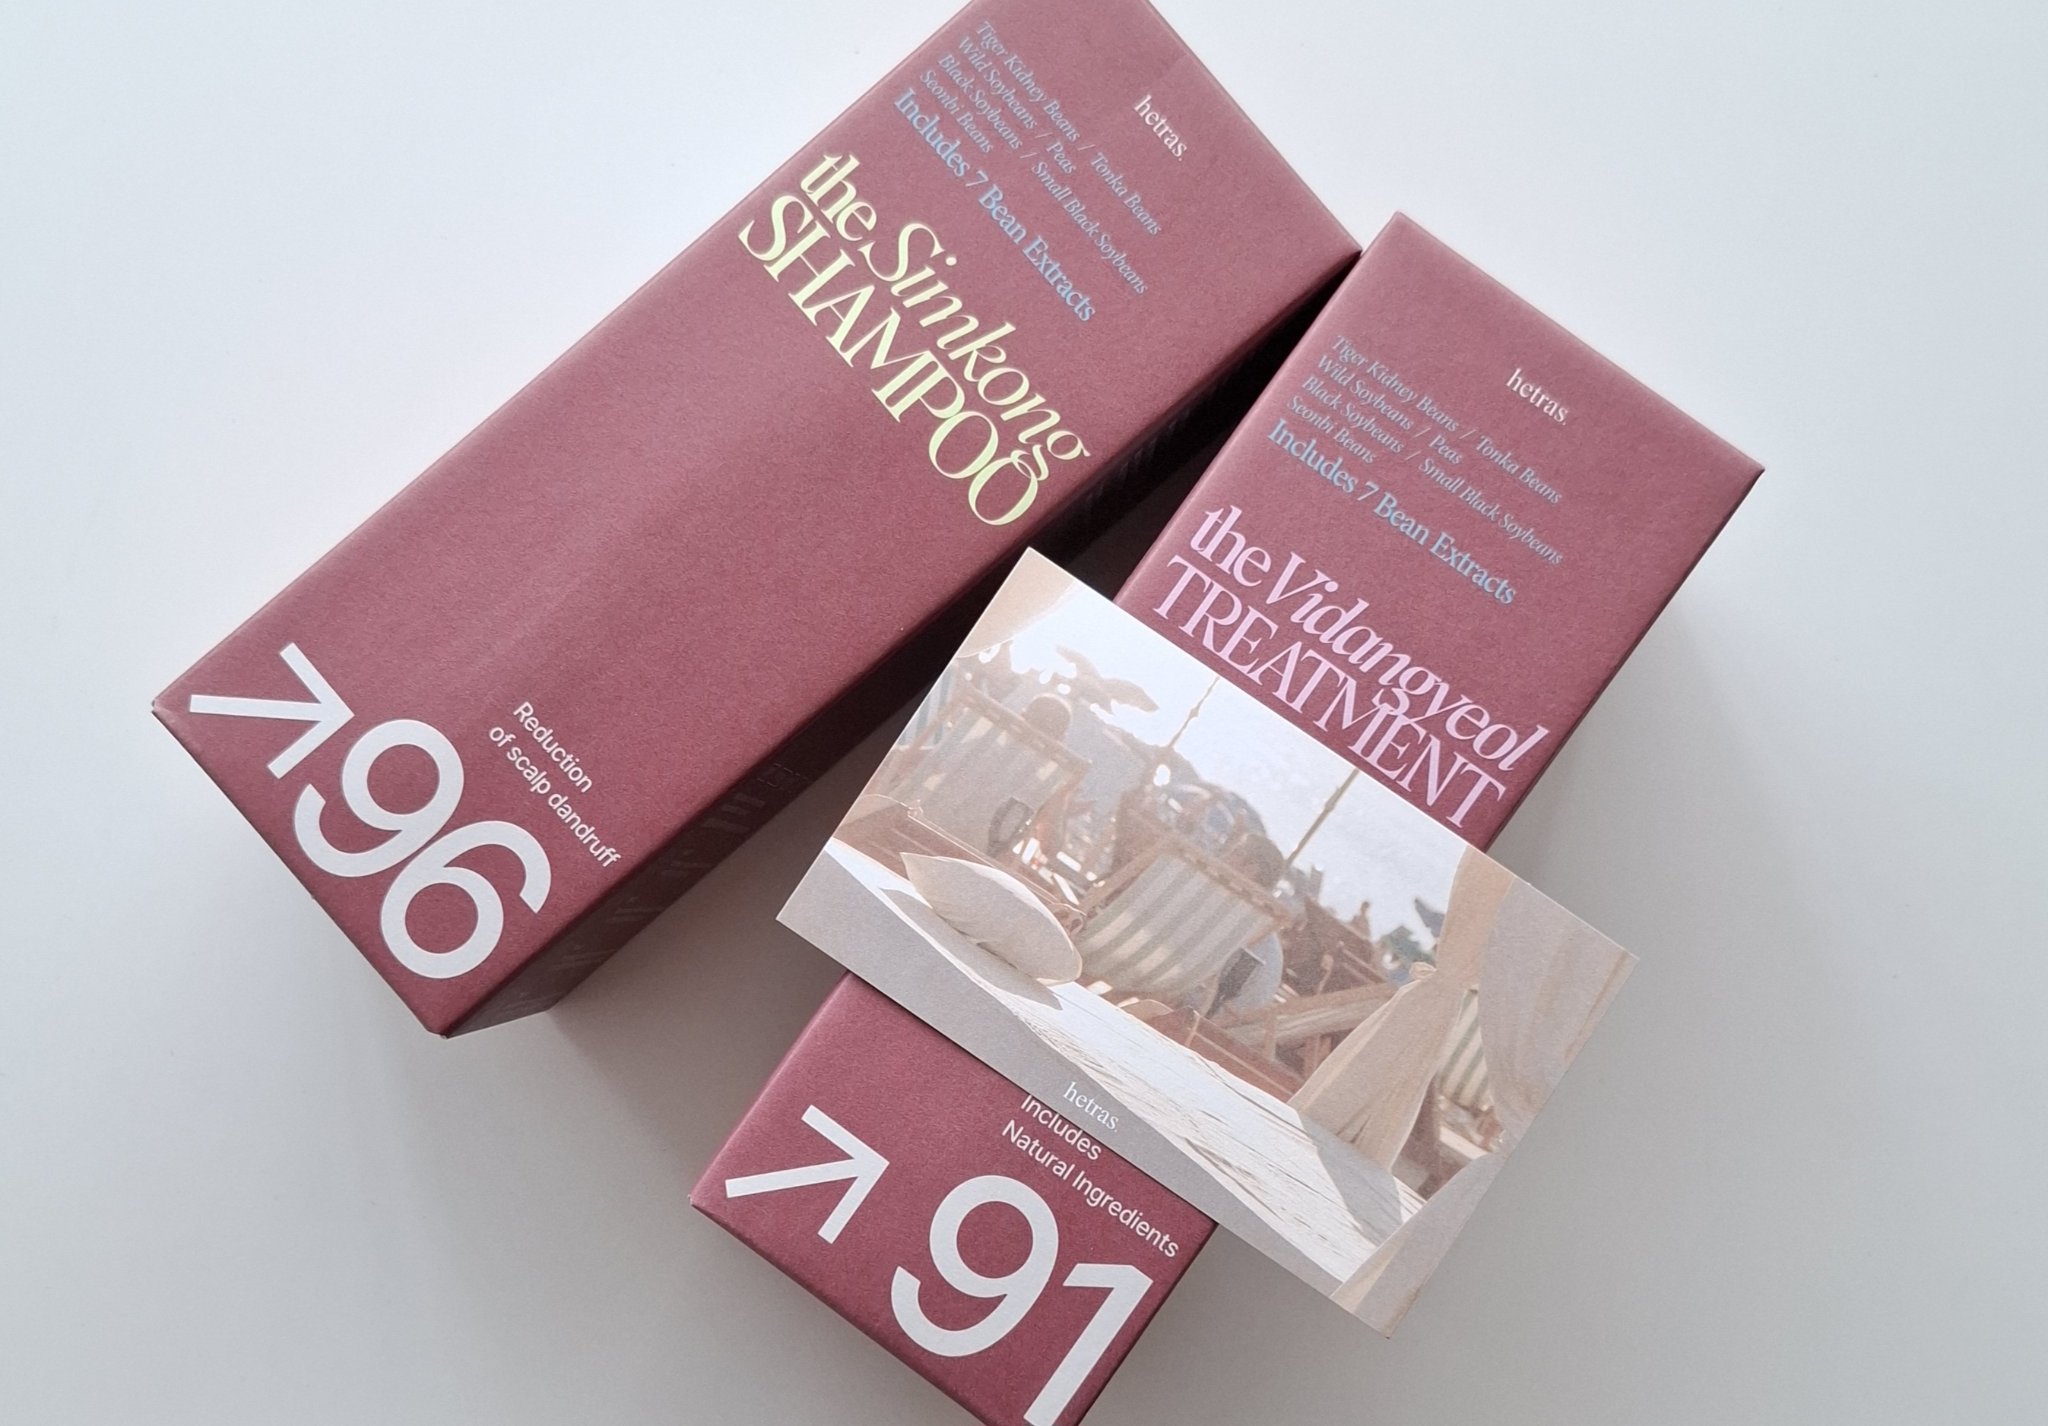 hetras.
Tiger Kidney Beans / Tonka Beans
Wild Soybeans / Peas
Black Soybeans / Small Black Soybeans
Seonbi Beans
Includes 7 Bean Extracts
the Simkong
SHAMPOO
Reduction
of scalp dandruff
↗96
hetras.
Tiger Kidney Beans / Tonka Beans
Wild Soybeans / Peas
Black Soybeans / Small Black Soybeans
Seonbi Beans
Includes 7 Bean Extracts
the Vidangyeol
TREATMENT
hetras.
Includes
Natural Ingredients
↗91